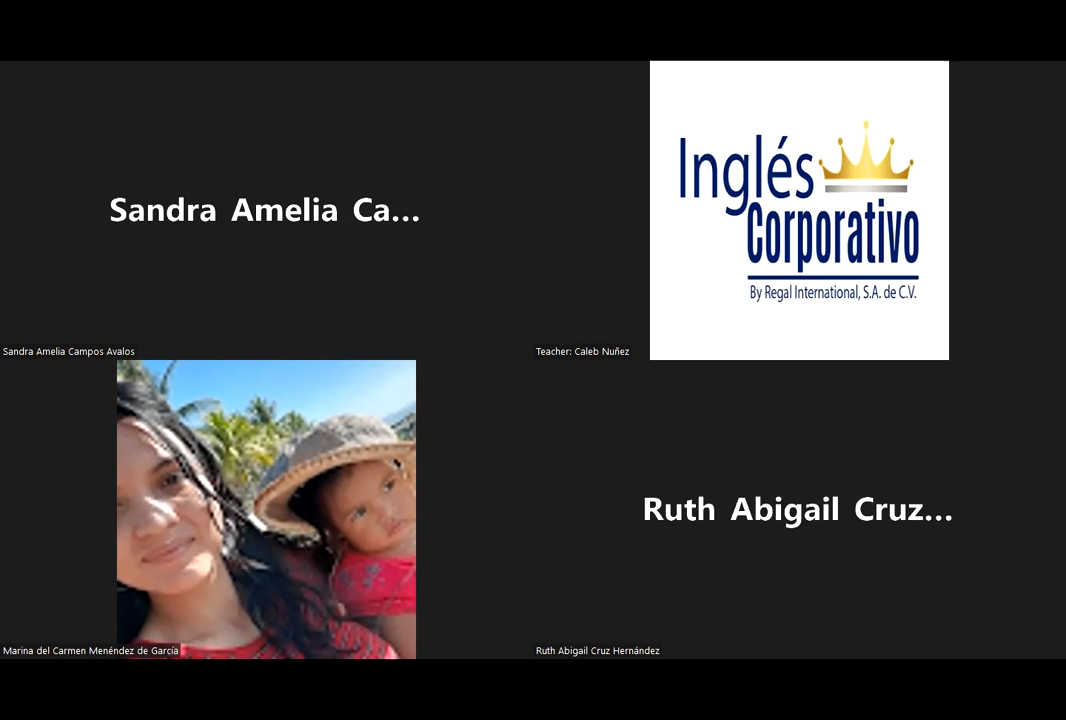 Sandra Amelia Ca...
Sandra Amelia Campos Avalos
Inglés
Corporativo
By Regal International, S.A. de C.V.
Teacher: Caleb Nuñez
Marina del Carmen Menéndez de García
Ruth Abigail Cruz...
Ruth Abigail Cruz Hernández